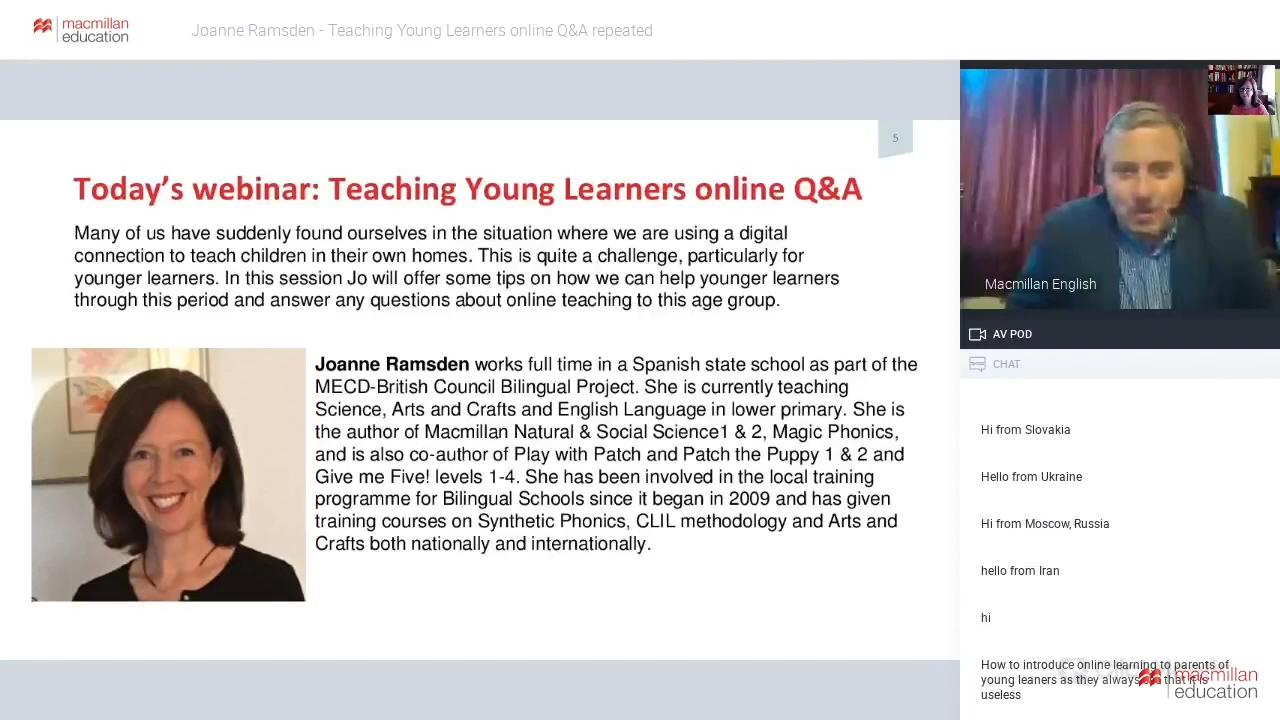 macmillan
education
Joanne Ramsden - Teaching Young Learners online Q&A repeated
5
Today's webinar: Teaching Young Learners online Q&A
Many of us have suddenly found ourselves in the situation where we are using a digital
connection to teach children in their own homes. This is quite a challenge, particularly for
younger learners. In this session Jo will offer some tips on how we can help younger learners
through this period and answer any questions about online teaching to this age group.
Joanne Ramsden works full time in a Spanish state school as part of the
MECD-British Council Bilingual Project. She is currently teaching
Science, Arts and Crafts and English Language in lower primary. She is
the author of Macmillan Natural & Social Science1 & 2, Magic Phonics,
and is also co-author of Play with Patch and Patch the Puppy 1 & 2 and
Give me Five! levels 1-4. She has been involved in the local training
programme for Bilingual Schools since it began in 2009 and has given
training courses on Synthetic Phonics, CLIL methodology and Arts and
Crafts both nationally and internationally.
Macmillan English
AV POD
CHAT
Hi from Slovakia
Hello from Ukraine
Hi from Moscow, Russia
hello from Iran
hi
How to introduce online learning to parents of
young leaners as they always that it is
useless
macmillan
education